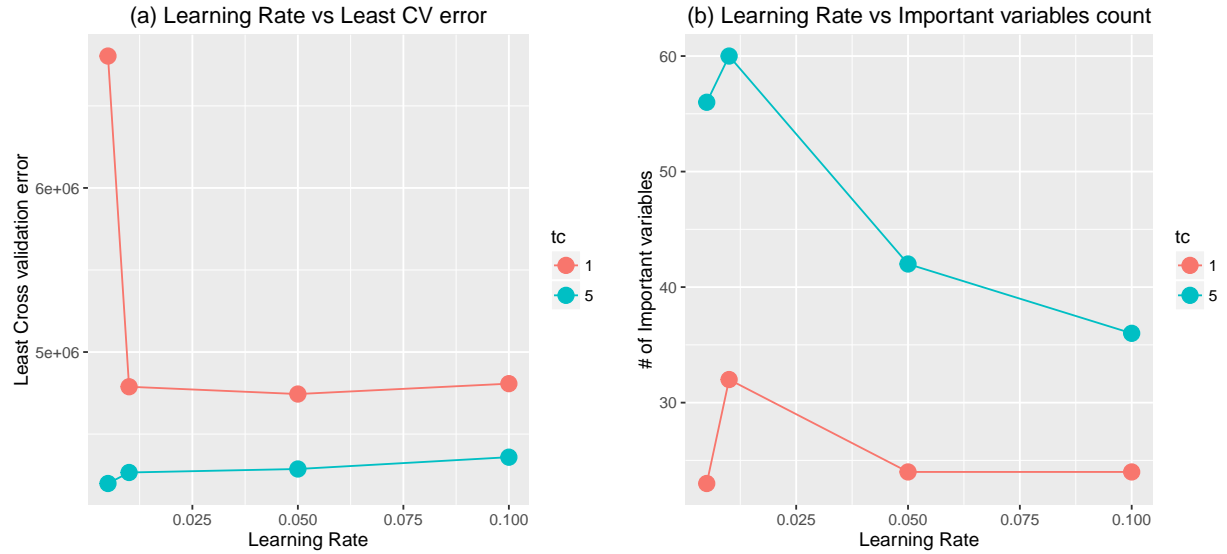 (a) Learning Rate vs Least CV error
Least Cross validation error
6e+06
5e+06
0.025 0.050 0.075 0.100
Learning Rate
tc
1
5
(b) Learning Rate vs Important variables count
# of Important variables
60
50
40
30
0.025 0.050 0.075 0.100
Learning Rate
tc
1
5